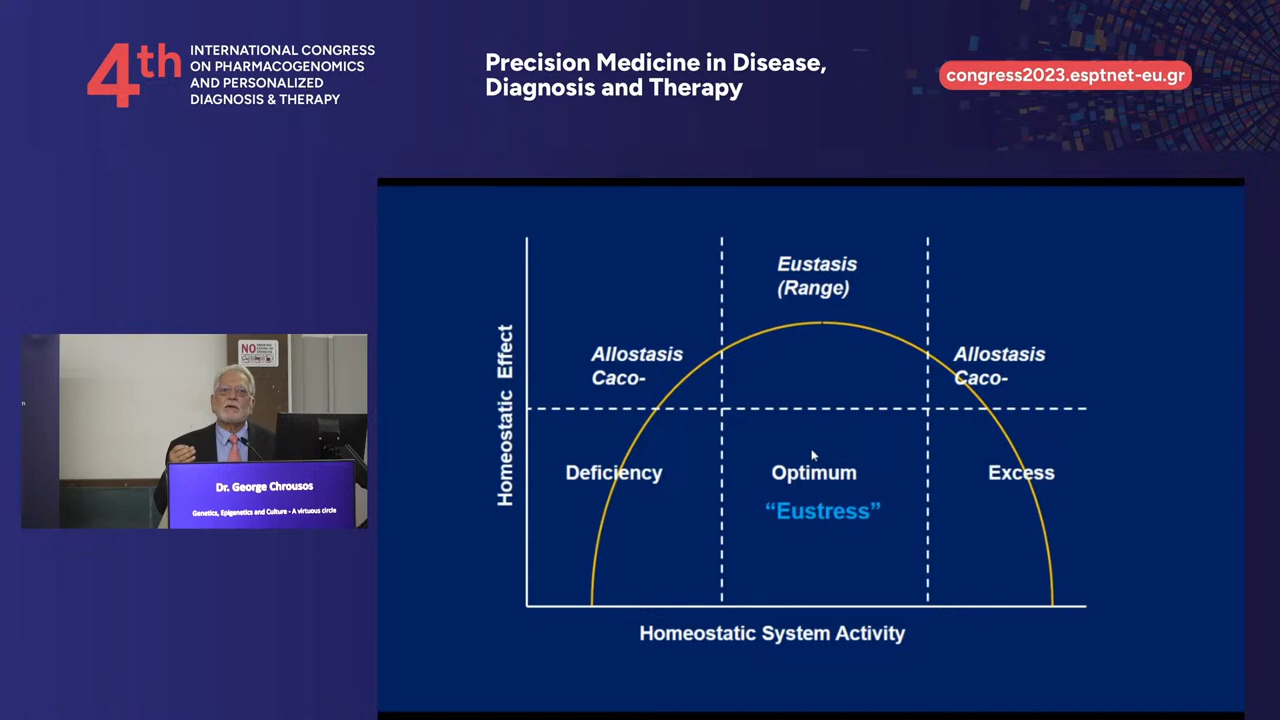 4th
INTERNATIONAL CONGRESS
ON PHARMACOGENOMICS
AND PERSONALIZED
DIAGNOSIS & THERAPY
Precision Medicine in Disease,
Diagnosis and Therapy
congress2023.esptnet-eu.gr
NO
Dr. George Chrousos
Genetics, Epigenetics and Culture - A virtuous circle
Homeostatic Effect
Eustasis
(Range)
Allostasis
Caco-
Allostasis
Caco-
Deficiency
Optimum
Excess
“Eustress”
Homeostatic System Activity